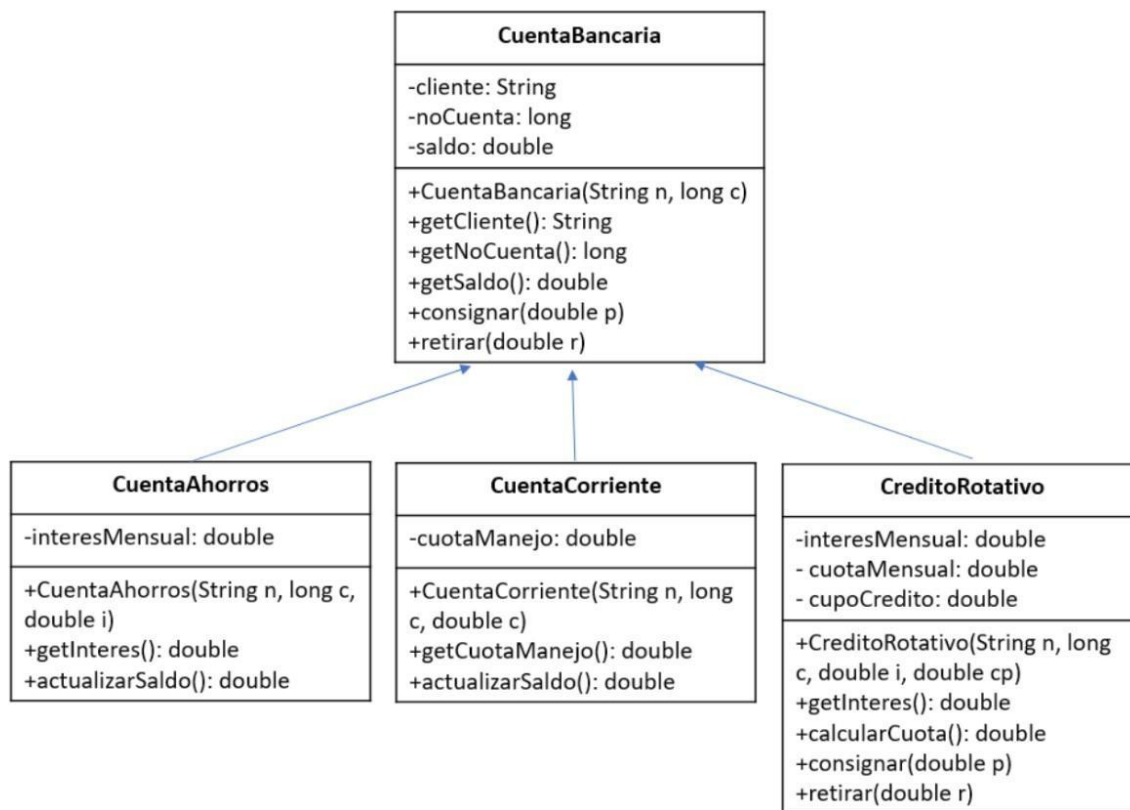 CuentaBancaria
-cliente: String
-noCuenta: long
-saldo: double
+CuentaBancaria(String n, long c)
+getCliente(): String
+getNoCuenta(): long
+getSaldo(): double
+consignar(double p)
+retirar(double r)
CuentaAhorros
-interesMensual: double
+CuentaAhorros(String n, long c,
double i)
+getInteres(): double
+actualizarSaldo(): double
CuentaCorriente
-cuotaManejo: double
+CuentaCorriente(String n, long
c, double c)
+getCuotaManejo(): double
+actualizarSaldo(): double
CreditoRotativo
-interesMensual: double
- cuotaMensual: double
- cupoCredito: double
+CreditoRotativo(String n, long
c, double i, double cp)
+getInteres(): double
+calcularCuota(): double
+consignar(double p)
+retirar(double r)